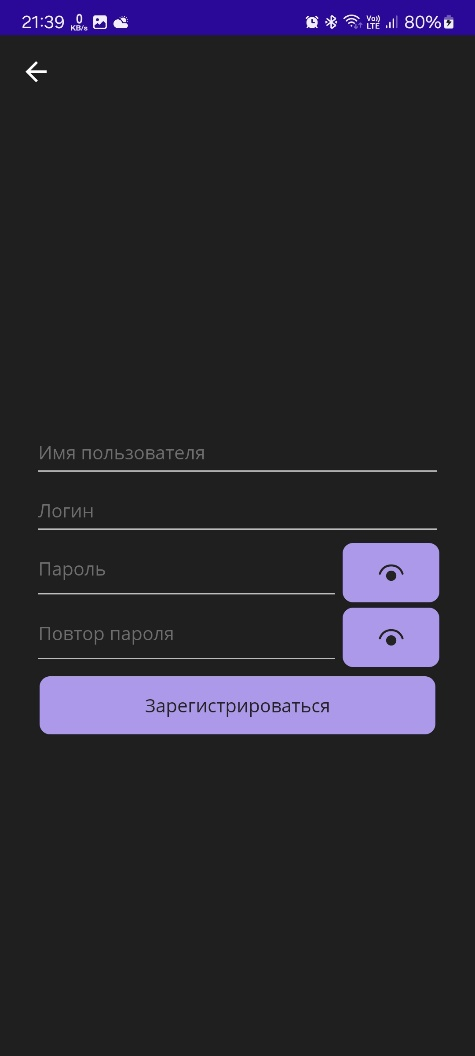 21:39 0 KB/s Vo)) LTE 80%
Имя пользователя
Логин
Пароль
Повтор пароля
Зарегистрироваться